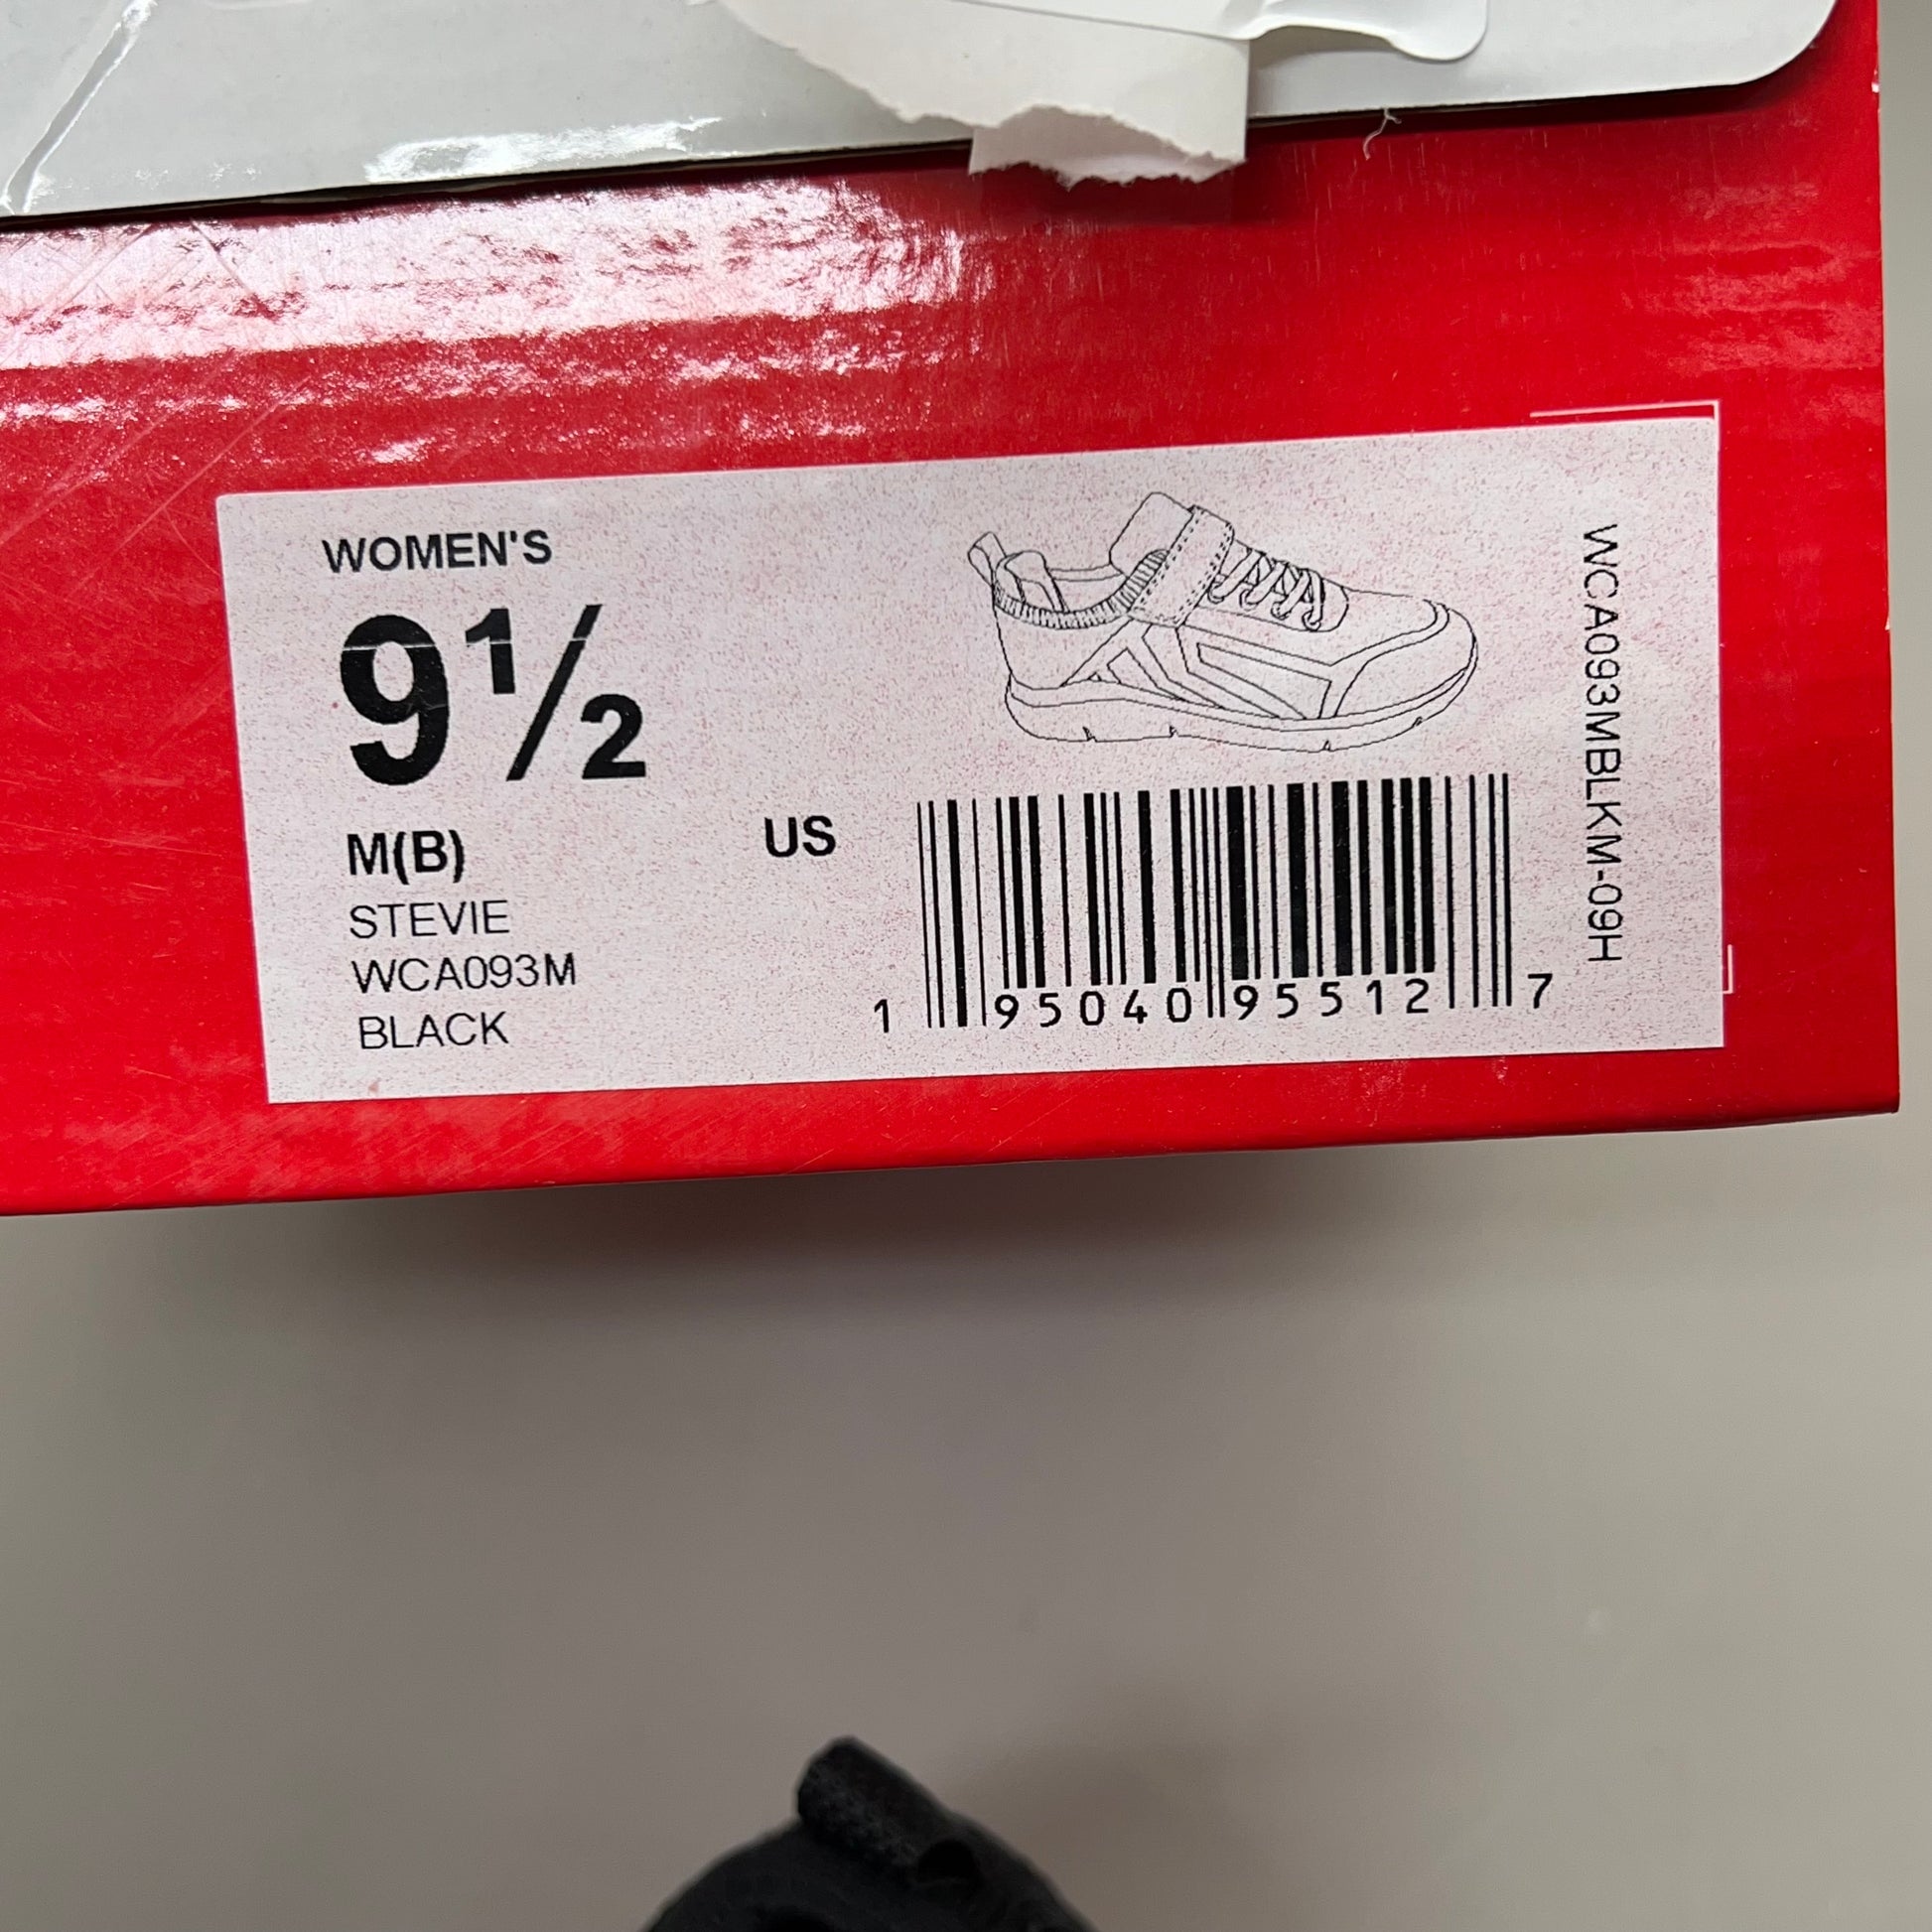 WOMEN'S
9½
M(B)
US
STEVIE
WCA093M
BLACK
1 95040 95512 7
WCA093MBLKM-09H